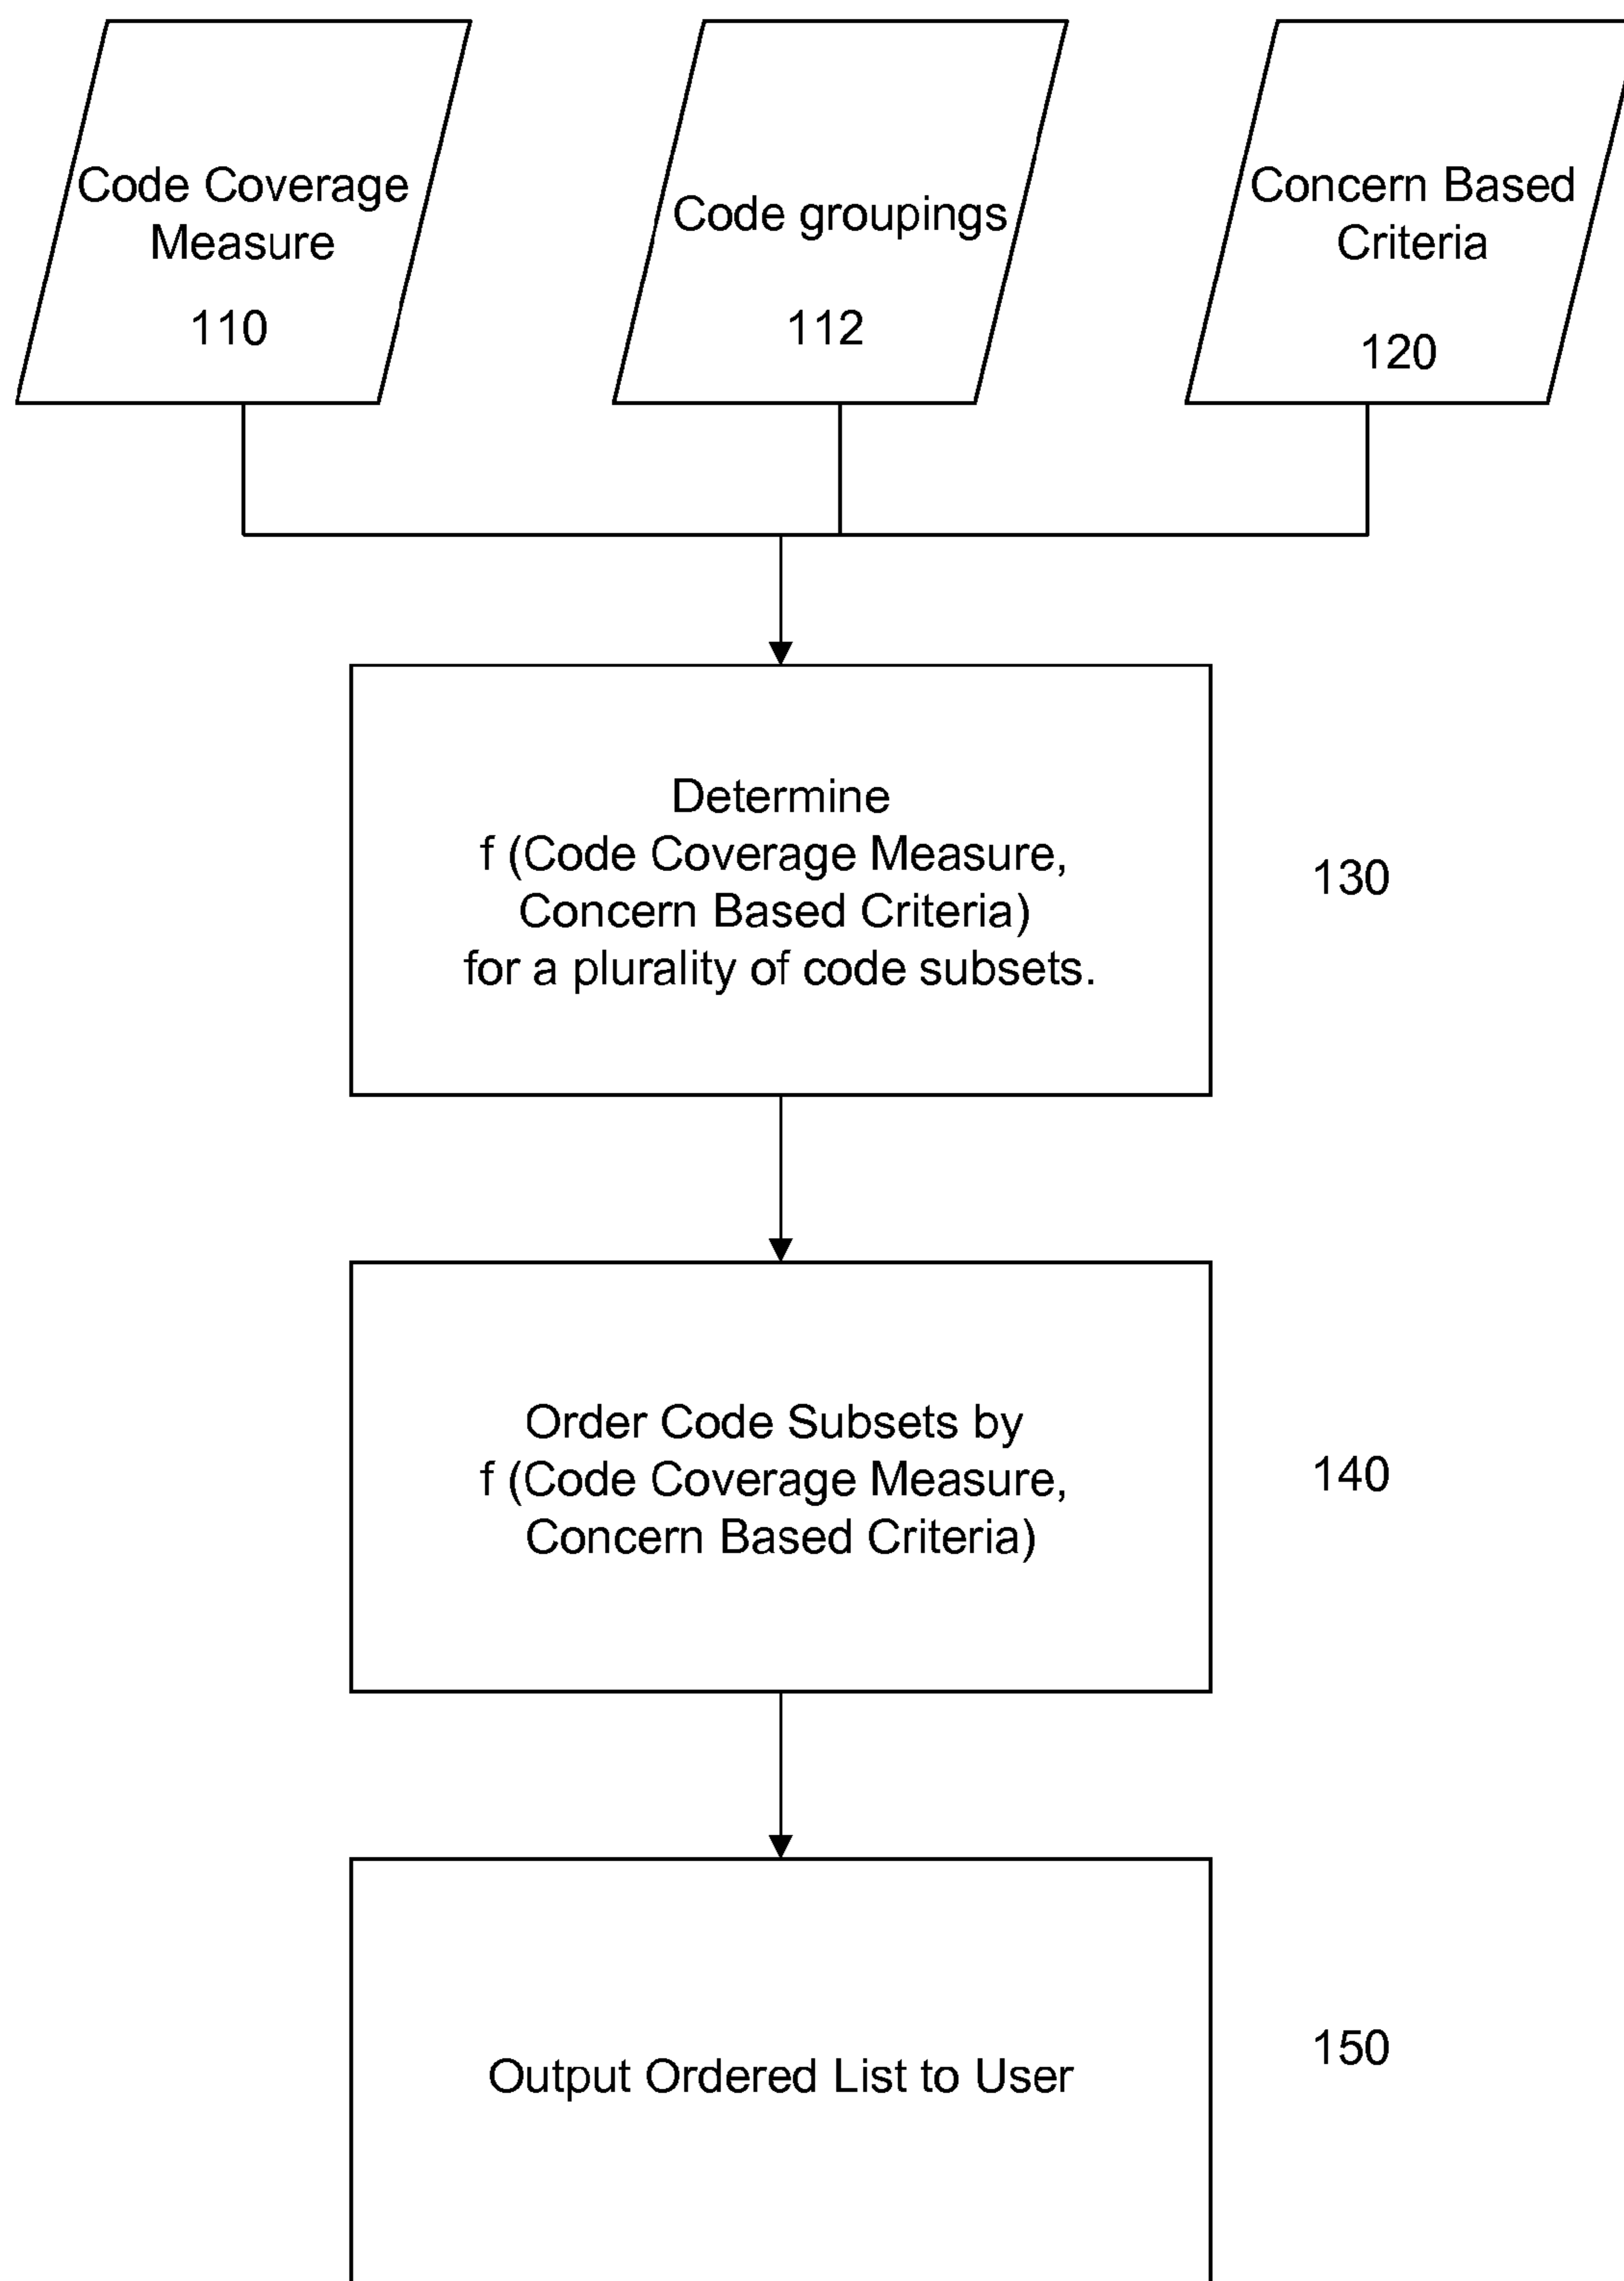 Code Coverage
Measure
110
Code groupings
112
Concern Based
Criteria
120
Determine
f (Code Coverage Measure,
Concern Based Criteria)
for a plurality of code subsets.
130
Order Code Subsets by
f (Code Coverage Measure,
Concern Based Criteria)
140
Output Ordered List to User
150